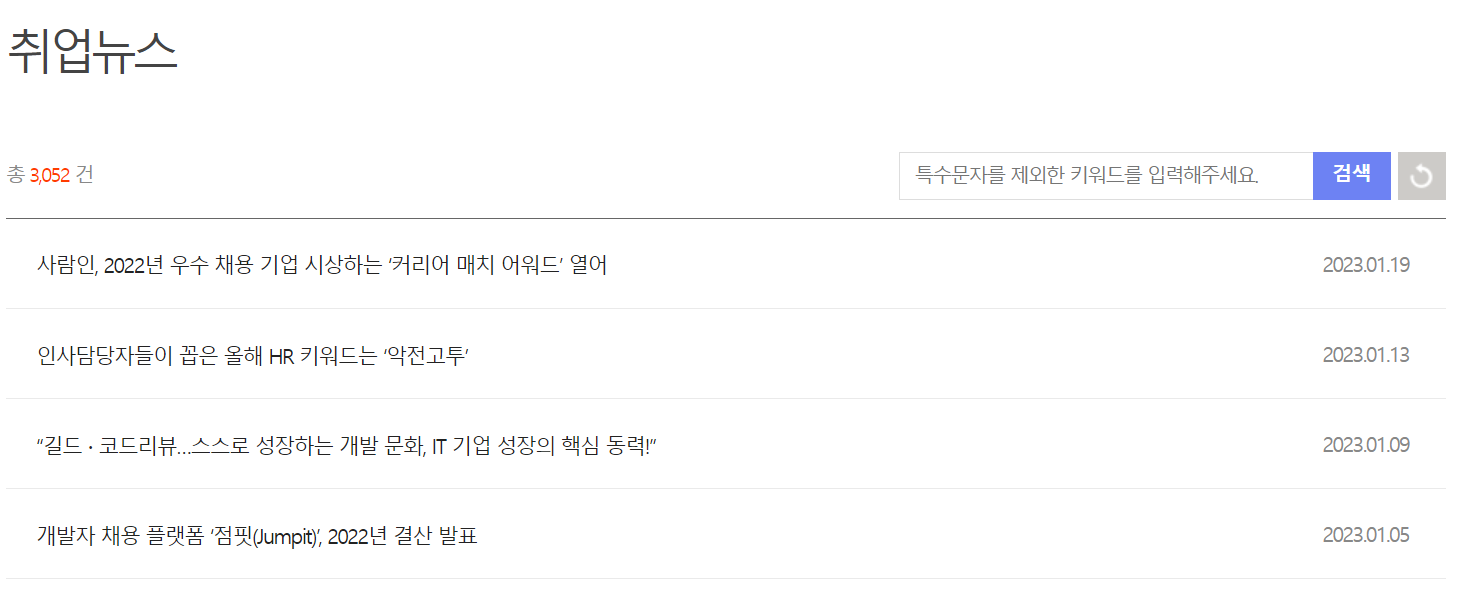 취업뉴스
총 3,052 건
특수문자를 제외한 키워드를 입력해주세요. 검색
사람인, 2022년 우수 채용 기업 시상하는 ‘커리어 매치 어워드’ 열어 2023.01.19
인사담당자들이 꼽은 올해 HR 키워드는 ‘악전고투’ 2023.01.13
“길드 · 코드리뷰…스스로 성장하는 개발 문화, IT 기업 성장의 핵심 동력!” 2023.01.09
개발자 채용 플랫폼 ‘점핏(Jumpit)’, 2022년 결산 발표 2023.01.05